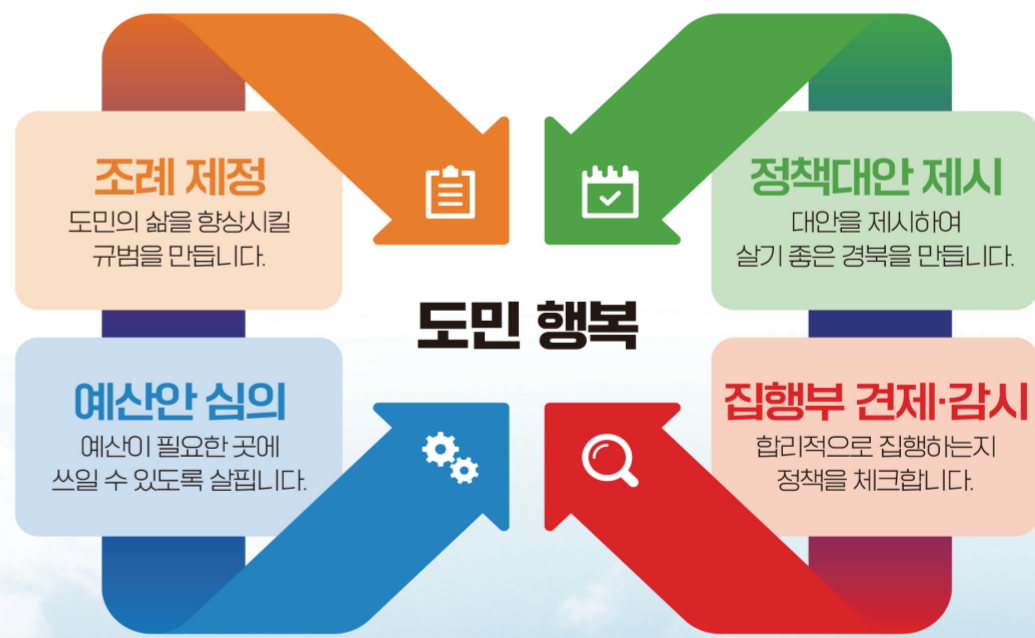 조례 제정
도민의 삶을 향상시킬
규범을 만듭니다.
정책대안 제시
대안을 제시하여
살기 좋은 경북을 만듭니다.
도민 행복
예산안 심의
예산이 필요한 곳에
쓰일 수 있도록 살핍니다.
집행부 견제·감시
합리적으로 집행하는지
정책을 체크합니다.